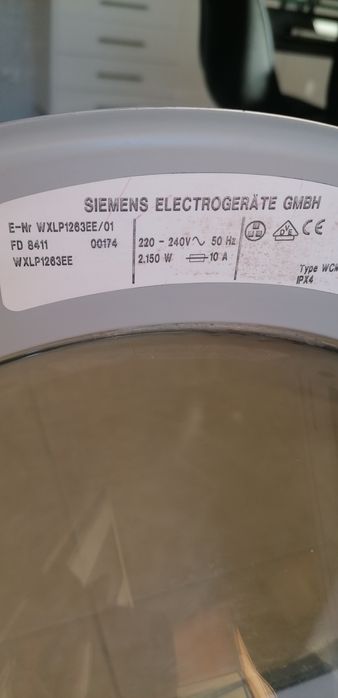 SIEMENS ELECTROGERÄTE GMBH
E-Nr WXLP1263EE/01
FD 8411 00174
WXLP1263EE
220 - 240V 50 Hz
2.150 W 10 A
DVE CE
Type
IPX4